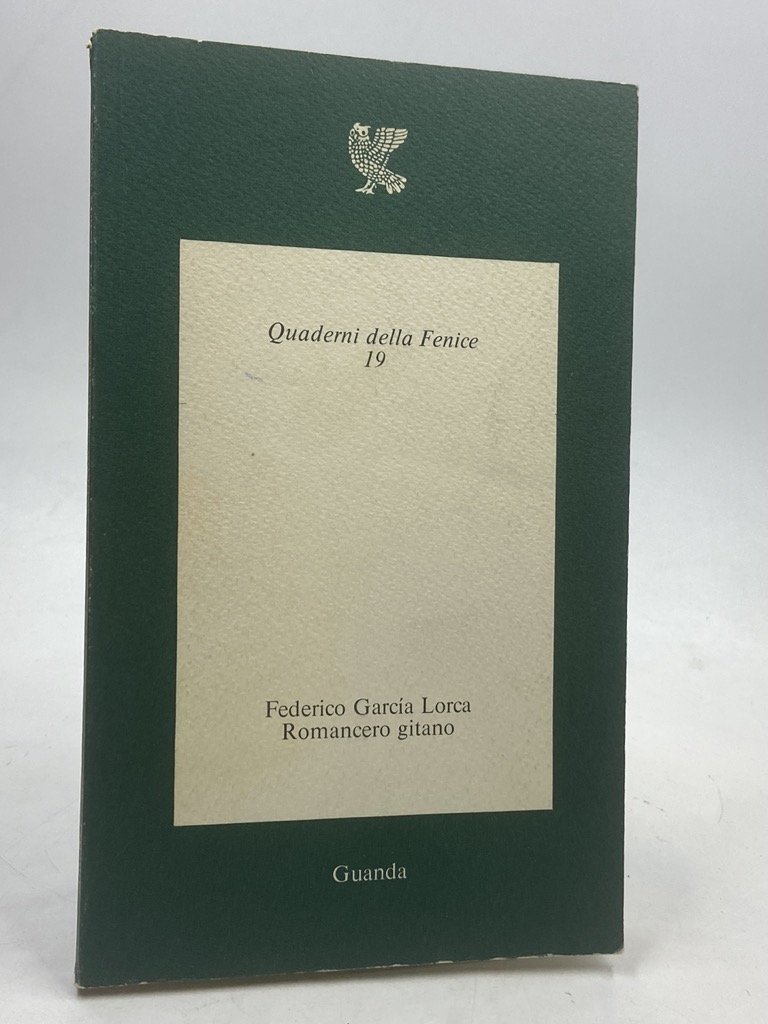 Quaderni della Fenice
19
Federico García Lorca
Romancero gitano
Guanda